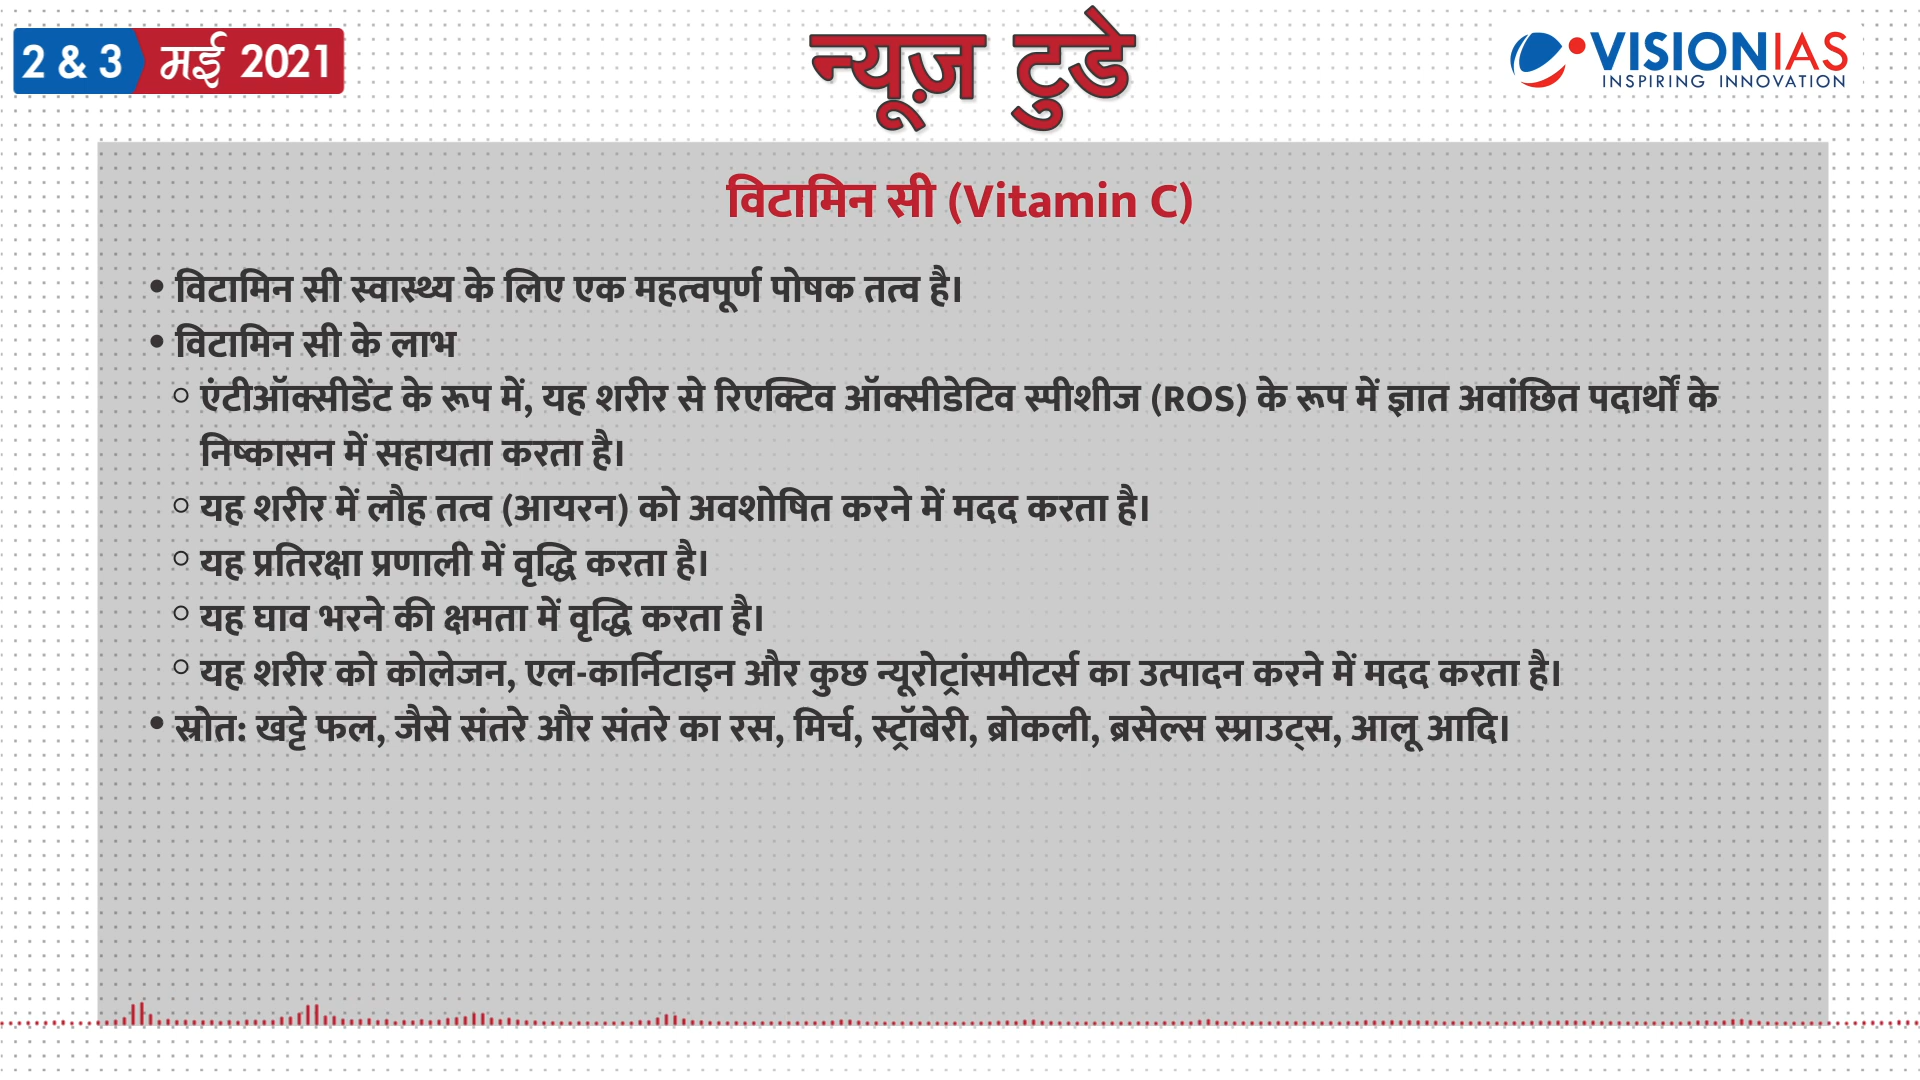 2 & 3 मई 2021
न्यूज़ टुडे
VISIONIAS
INSPIRING INNOVATION
विटामिन सी (Vitamin C)
• विटामिन सी स्वास्थ्य के लिए एक महत्वपूर्ण पोषक तत्व है।
• विटामिन सी के लाभ
○ एंटीऑक्सीडेंट के रूप में, यह शरीर से रिएक्टिव ऑक्सीडेटिव स्पीशीज (ROS) के रूप में ज्ञात अवांछित पदार्थों के
निष्कासन में सहायता करता है।
○ यह शरीर में लौह तत्व (आयरन) को अवशोषित करने में मदद करता है।
○ यह प्रतिरक्षा प्रणाली में वृद्धि करता है।
○ यह घाव भरने की क्षमता में वृद्धि करता है।
○ यह शरीर को कोलेजन, एल-कार्निटाइन और कुछ न्यूरोट्रांसमीटर्स का उत्पादन करने में मदद करता है।
• स्रोत: खट्टे फल, जैसे संतरे और संतरे का रस, मिर्च, स्ट्रॉबेरी, ब्रोकली, ब्रसेल्स स्प्राउट्स, आलू आदि।